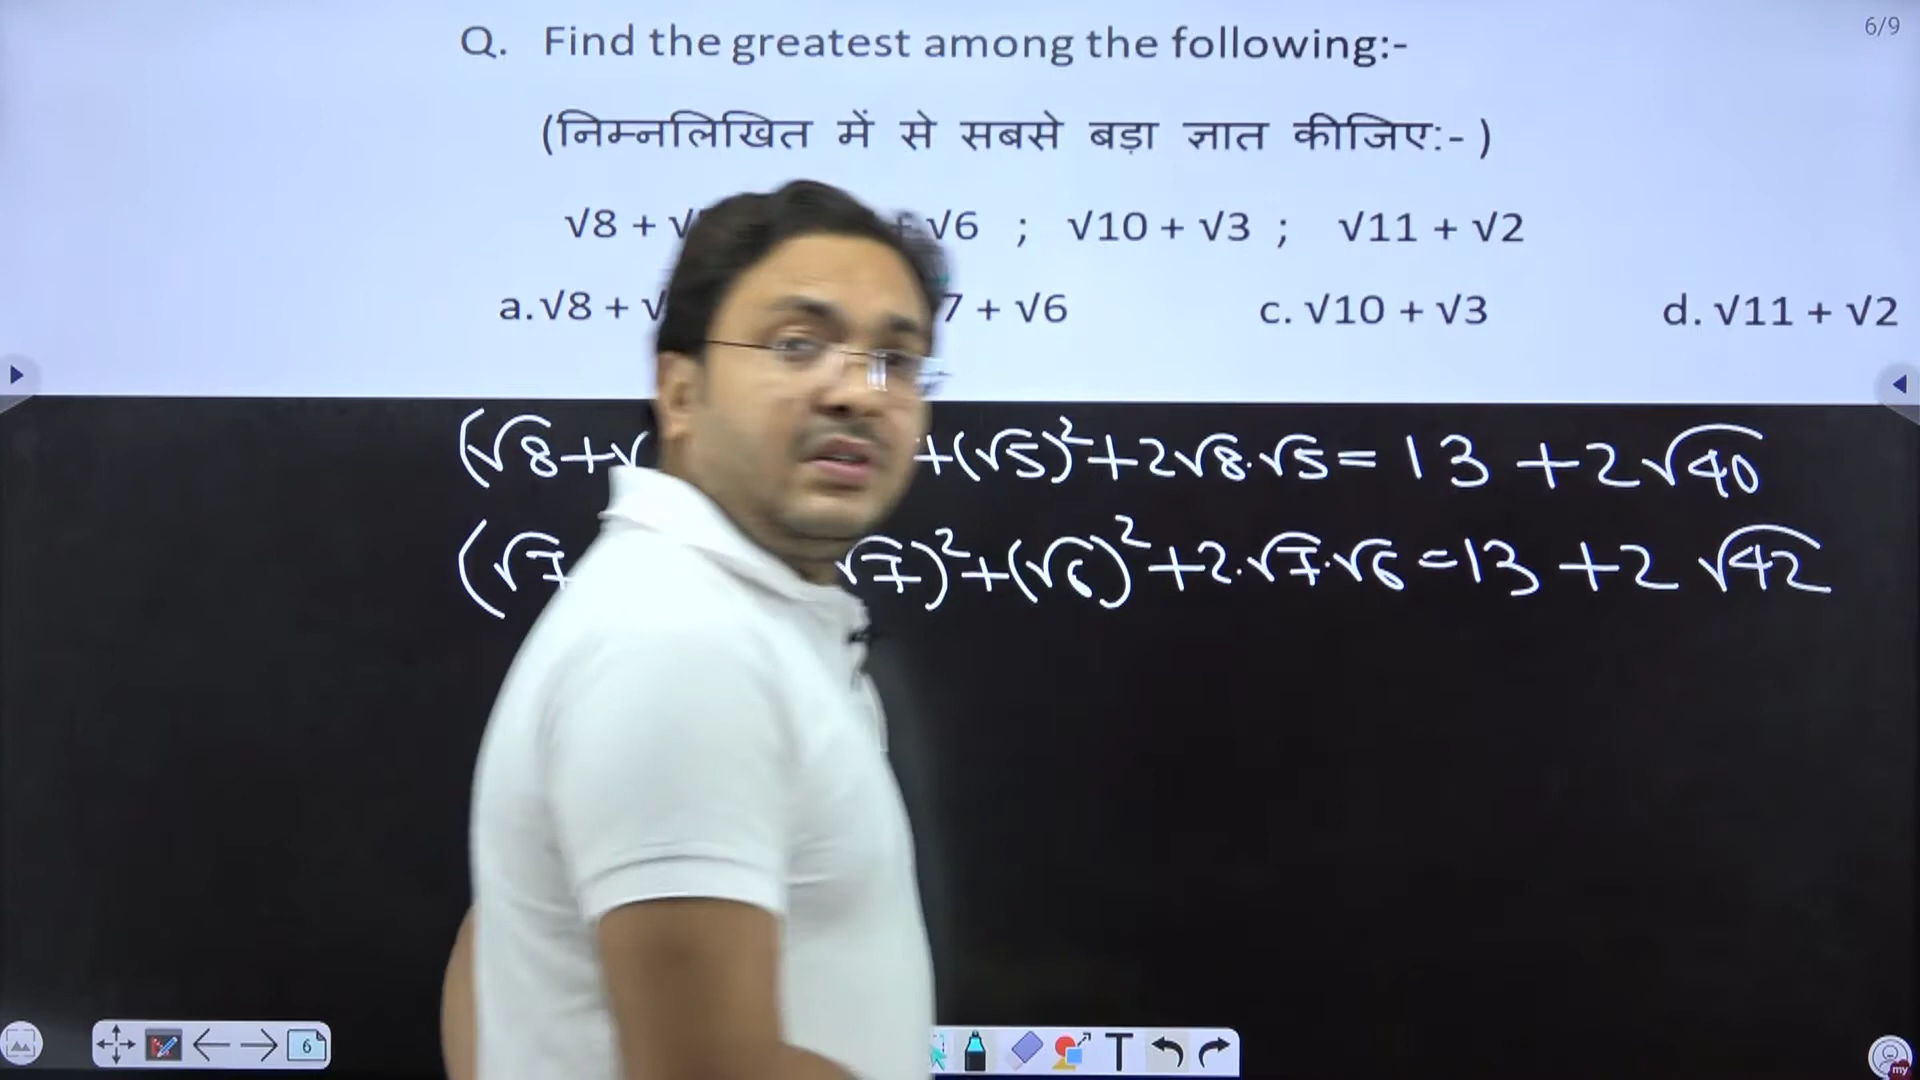 6/9
Q. Find the greatest among the following:-
(निम्नलिखित में से सबसे बड़ा ज्ञात कीजिए:- )
√8 + √ √6 ; √10 + √3 ; √11 + √2
a. √8 + √ 7 + √6 c. √10 + √3 d. √11 + √2
(√8+√ +(√5)²+2√8·√5 = 13 +2√40
(√7 √7)²+(√6)²+2·√7·√6 =13 +2 √42
6 T my